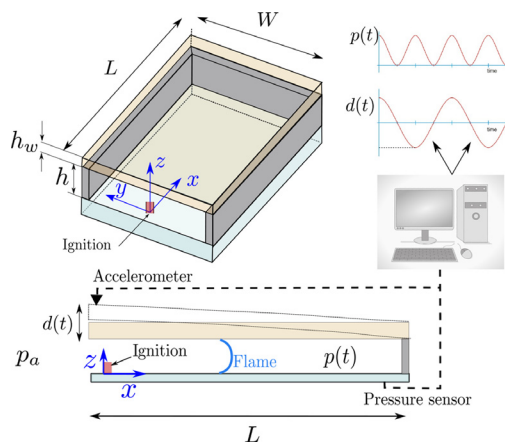 W
L
p(t)
time
d(t)
time
h_w
h
z
x
y
Ignition
Accelerometer
d(t)
p_a
z
Ignition
Flame
p(t)
x
Pressure sensor
L